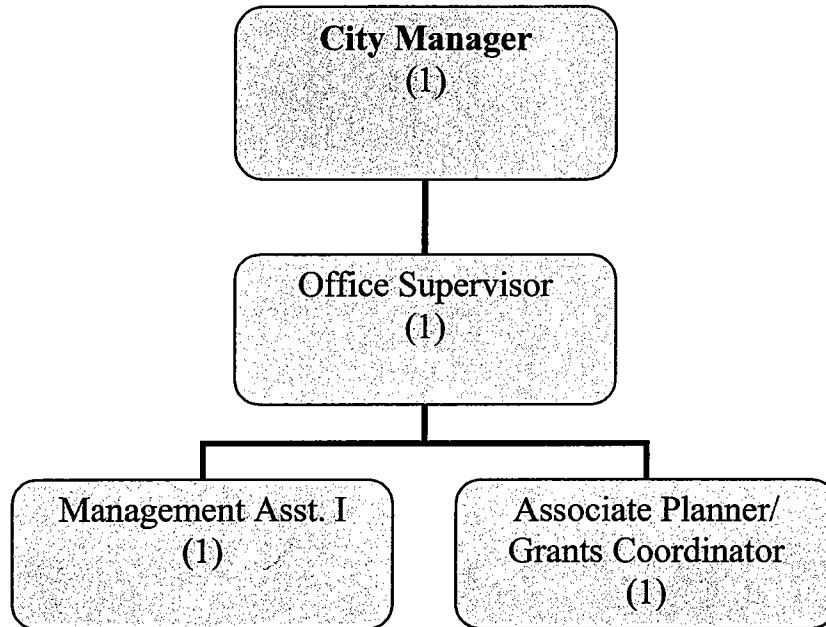 City Manager
(1)
Office Supervisor
(1)
Management Asst. I
(1)
Associate Planner/
Grants Coordinator
(1)